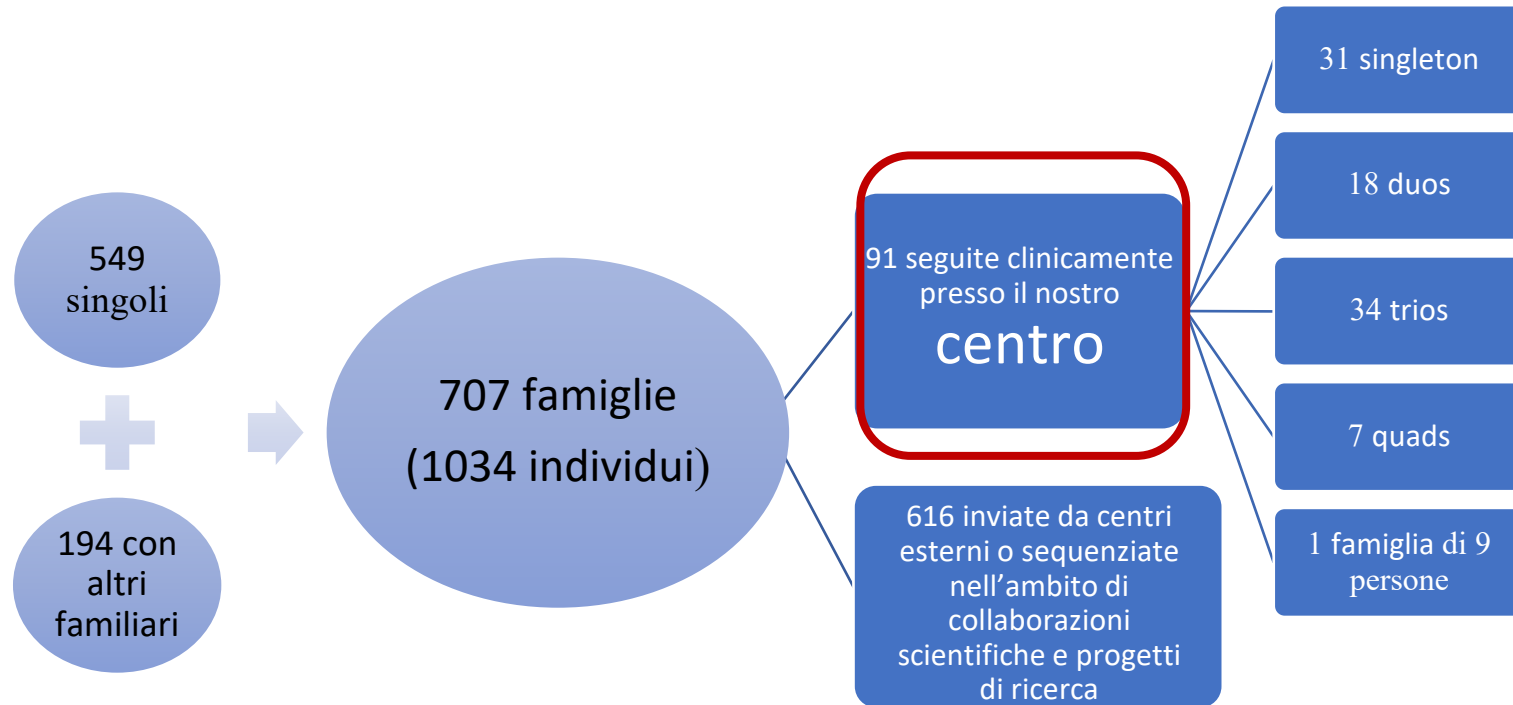 549
singoli
194 con
altri
familiari
707 famiglie
(1034 individui)
91 seguite clinicamente
presso il nostro
centro
616 inviate da centri
esterni o sequenziate
nell’ambito di
collaborazioni
scientifiche e progetti
di ricerca
31 singleton
18 duos
34 trios
7 quads
1 famiglia di 9
persone